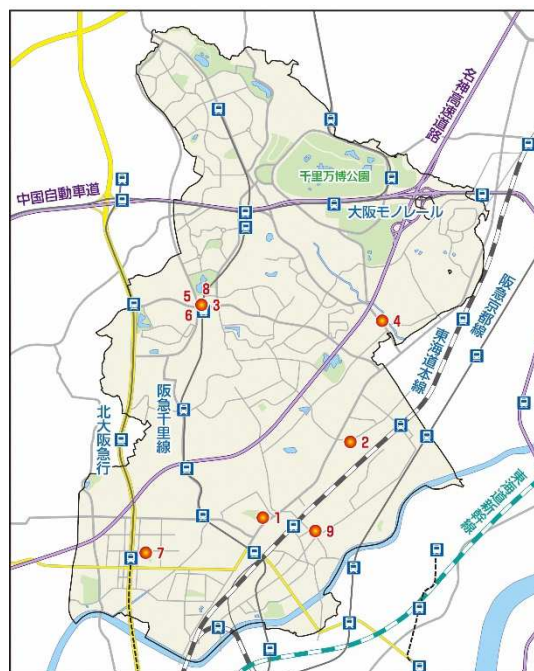 名神高速道路
千里万博公園
中国自動車道
大阪モノレール
5
8
6
3
4
阪急京都線
東海道本線
阪急千里線
北大阪急行
2
1
9
7
東海道新幹線